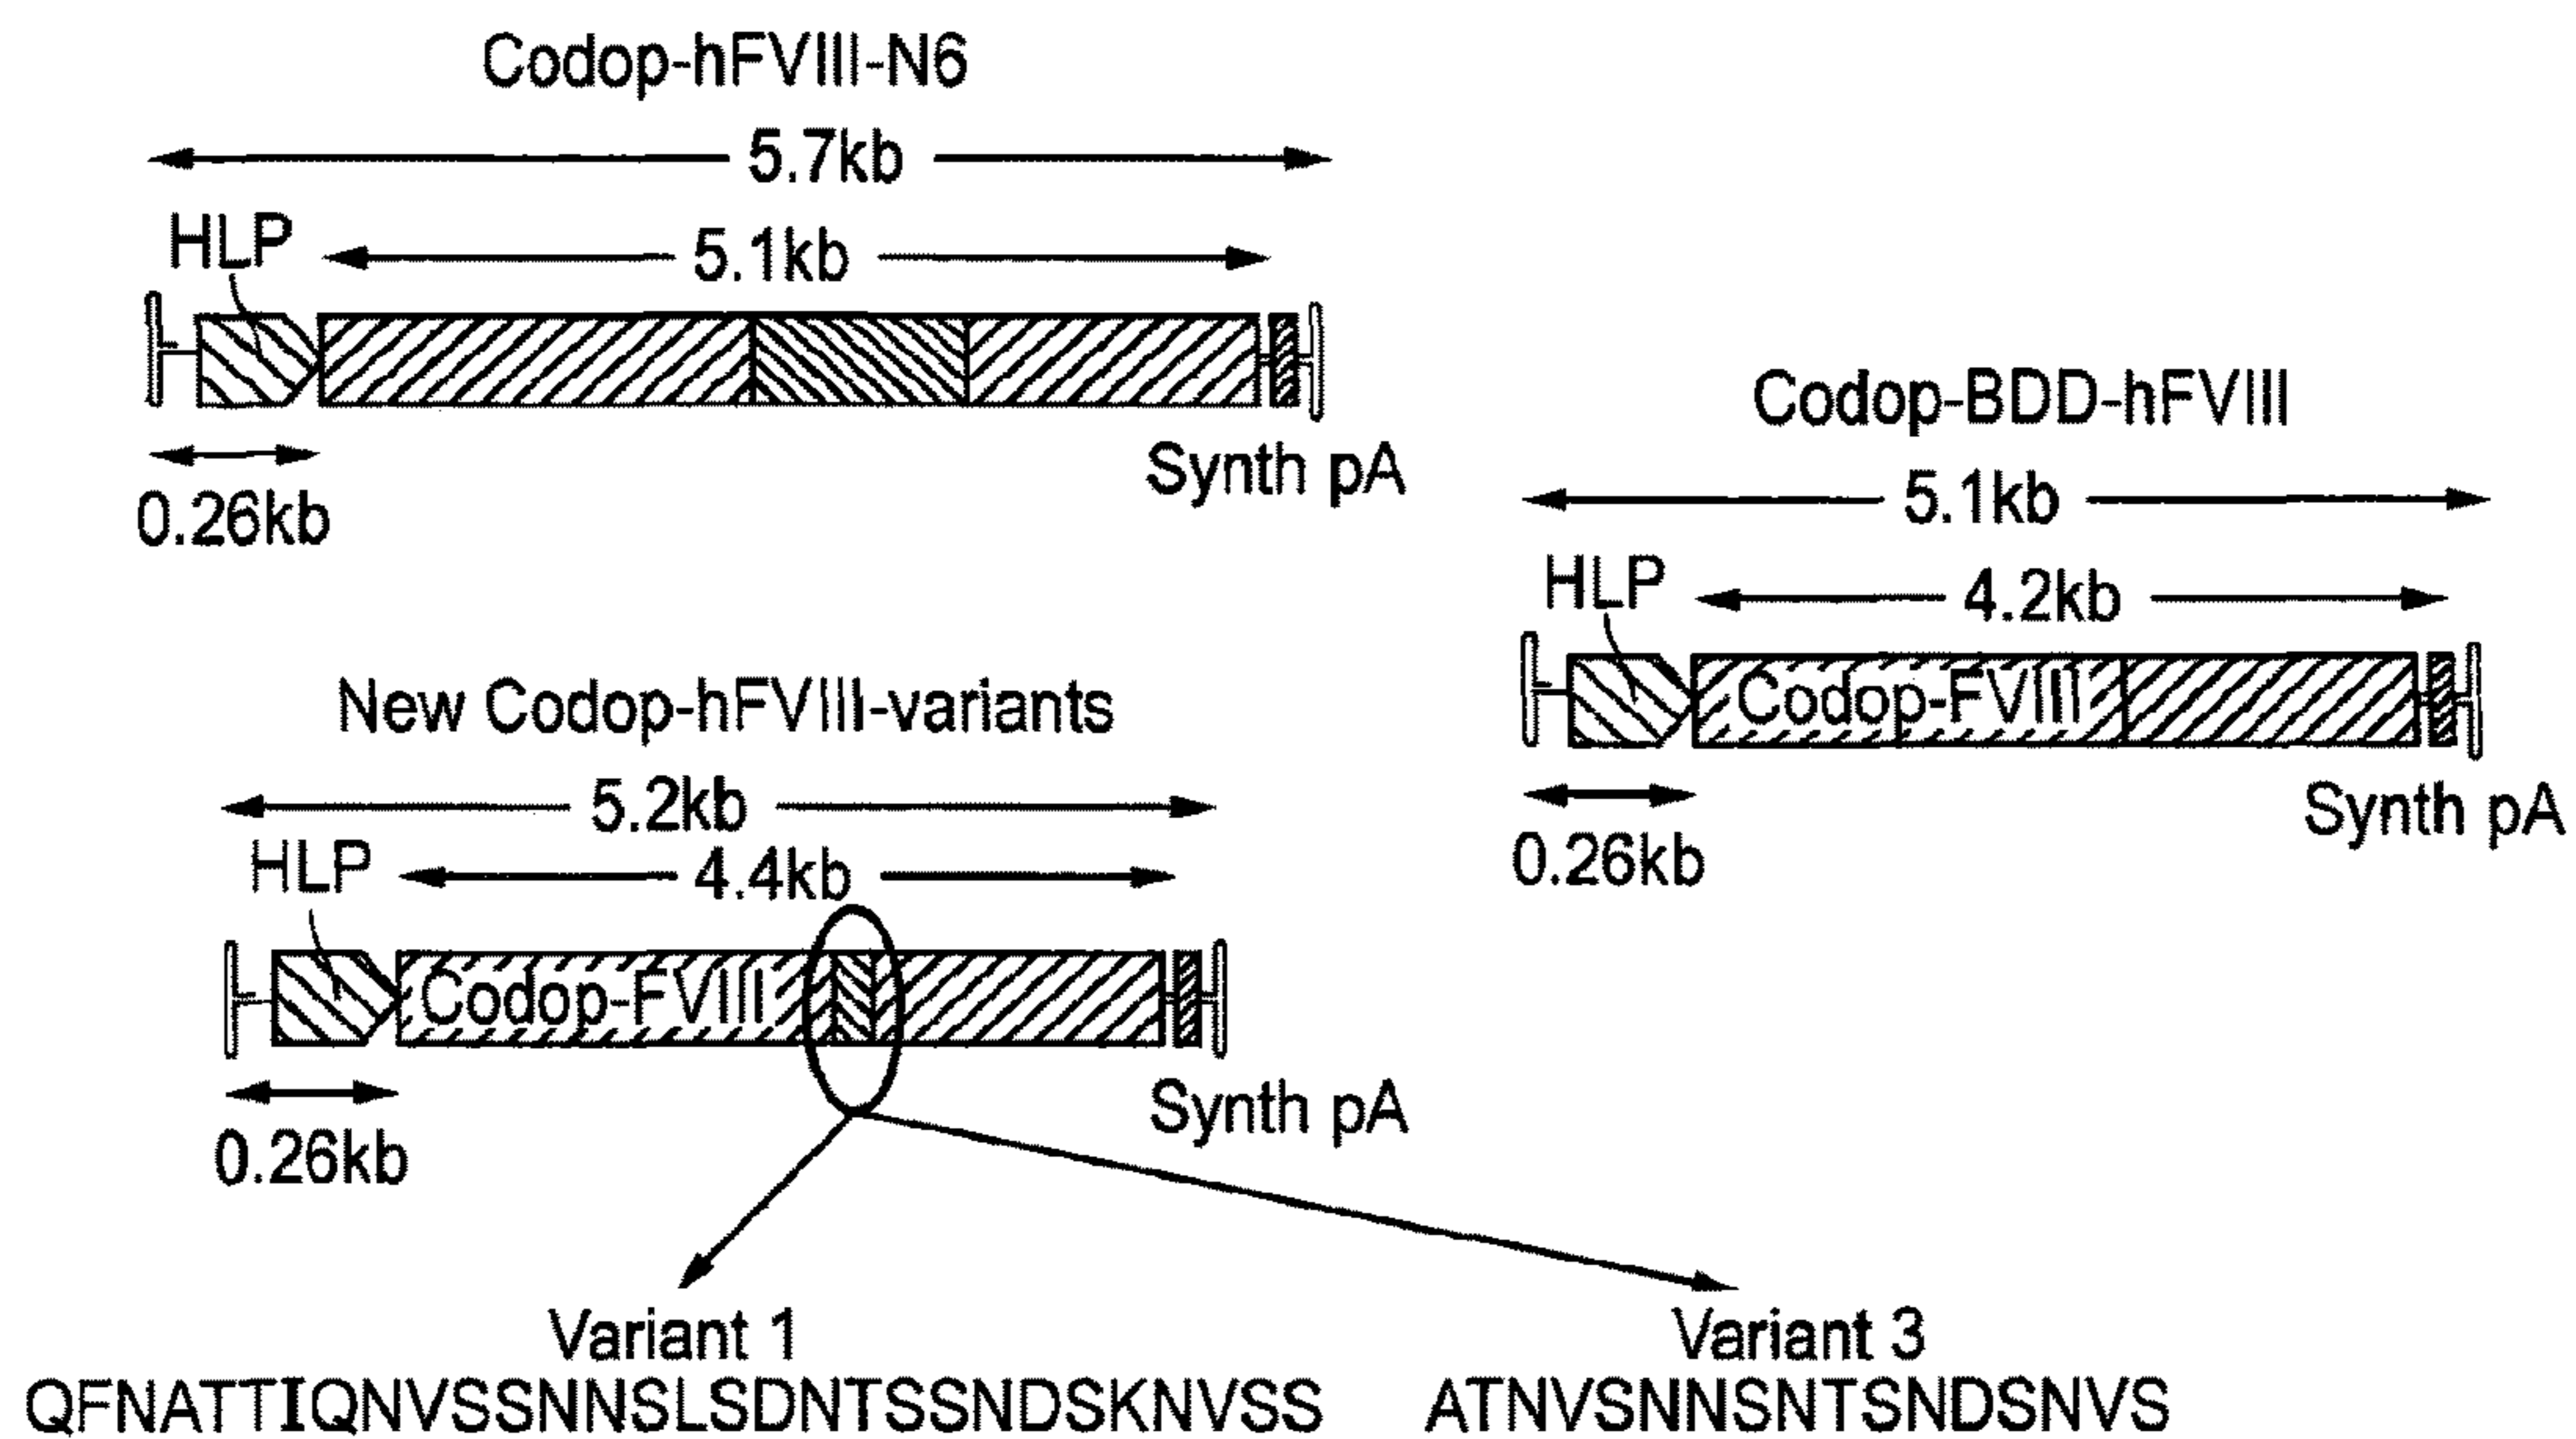 Codop-hFVIII-N6
5.7kb
HLP
5.1kb
0.26kb
Synth pA
Codop-BDD-hFVIII
5.1kb
HLP
4.2kb
Codop-FVIII
0.26kb
Synth pA
New Codop-hFVIII-variants
5.2kb
HLP
4.4kb
Codop-FVIII
0.26kb
Synth pA
Variant 1
QFNATTIQNVSSNNSLSDNTSSNDSKNVSS
Variant 3
ATNVSNNSNTSNDSNVS